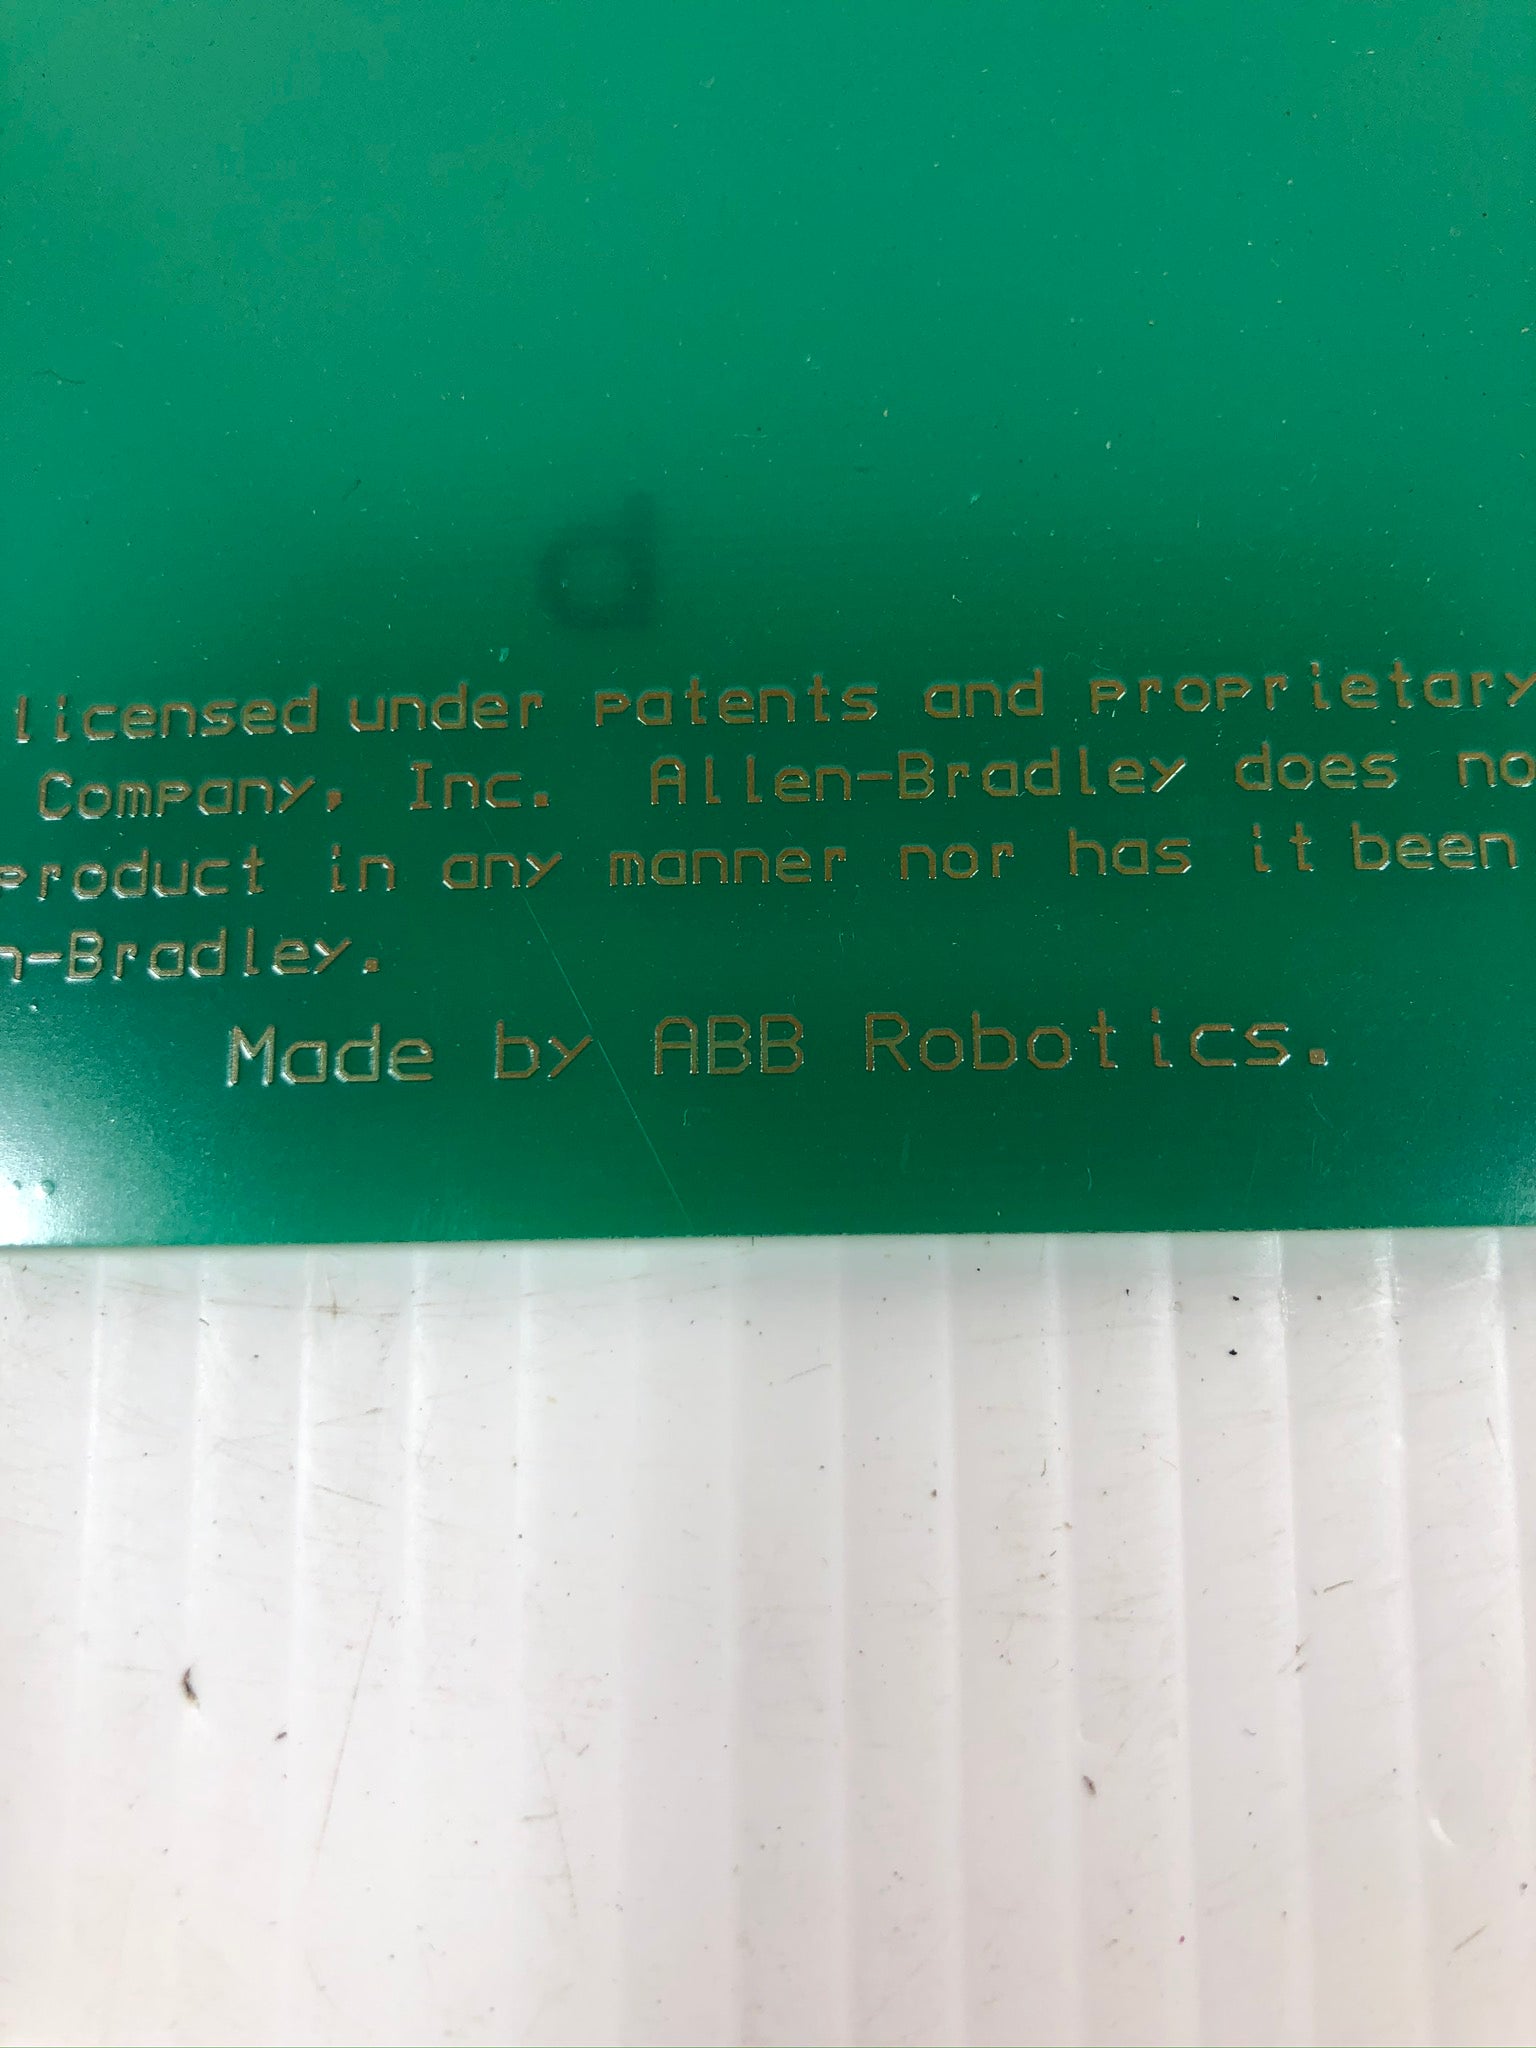 licensed under patents and proprietary
Company, Inc. Allen-Bradley does no
product in any manner nor has it been
n-Bradley.
Made by ABB Robotics.